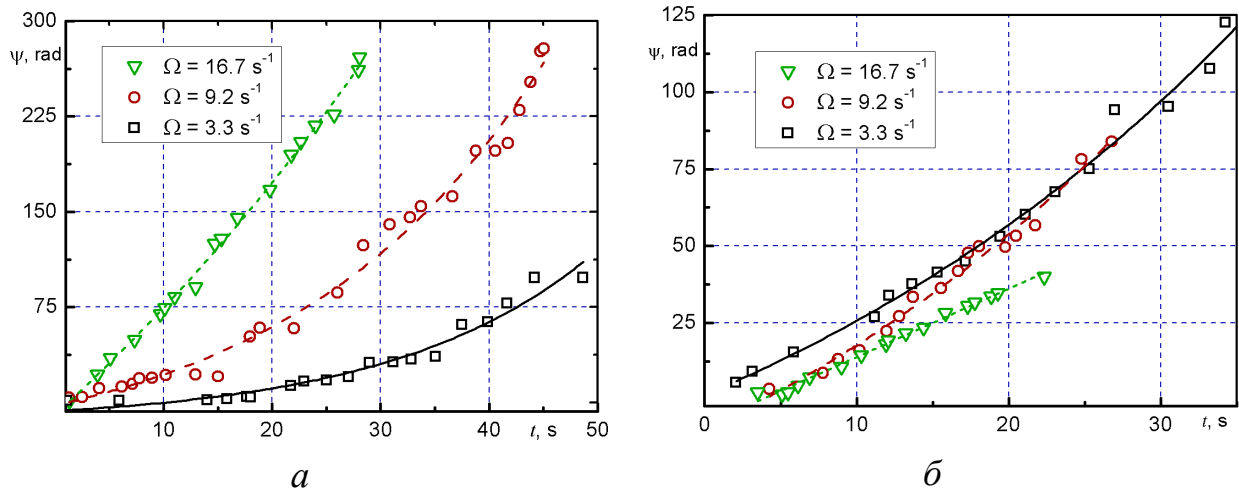 300
ψ, rad
225
150
75
Ω = 16.7 s⁻¹
Ω = 9.2 s⁻¹
Ω = 3.3 s⁻¹
10 20 30 40 50
t, s
а
125
ψ, rad
100
75
50
25
Ω = 16.7 s⁻¹
Ω = 9.2 s⁻¹
Ω = 3.3 s⁻¹
0 10 20 30
t, s
б